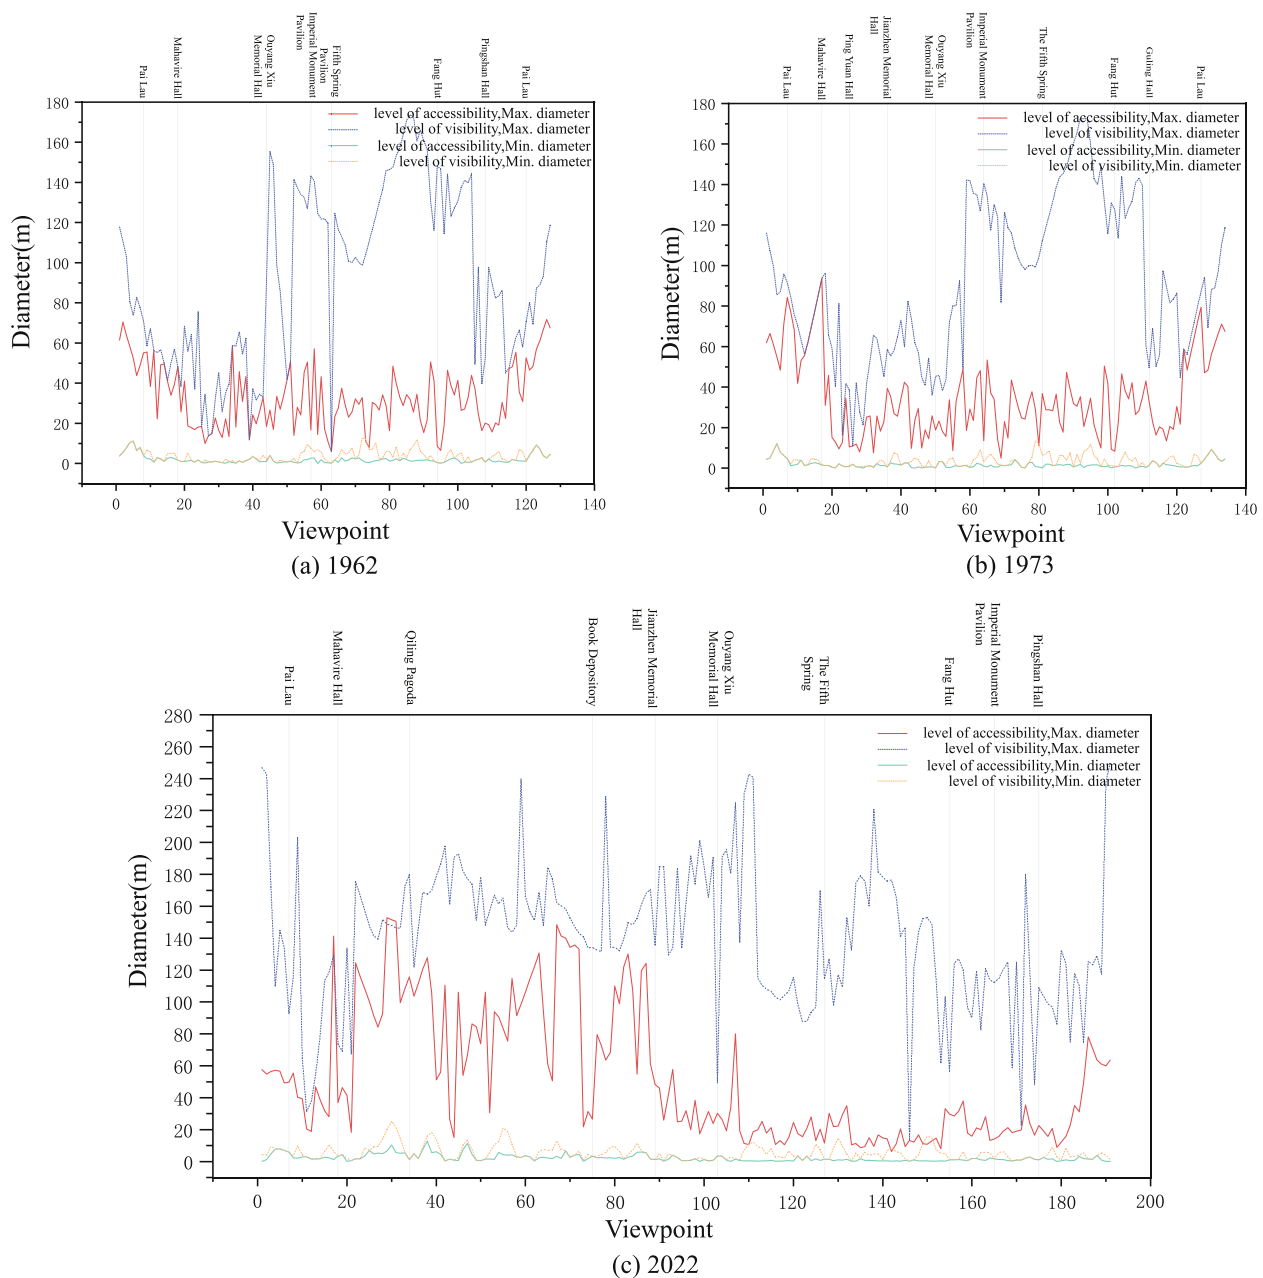 Pai Lau
Mahavire Hall
Ouyang Xiu
Memorial Hall
Imperial Monument
Pavilion
Fifth Spring
Pavilion
Fang Hut
Pingshan Hall
Pai Lau
180
160
140
120
100
80
60
40
20
0
Diameter(m)
level of accessibility,Max. diameter
level of visibility,Max. diameter
level of accessibility,Min. diameter
level of visibility,Min. diameter
0 20 40 60 80 100 120 140
Viewpoint
(a) 1962
Pai Lau
Mahavire Hall
Ping Yuan Hall
Jianzhen Memorial
Hall
Ouyang Xiu
Memorial Hall
Imperial Monument
Pavilion
The Fifth Spring
Fang Hut
Guling Hall
Pai Lau
180
160
140
120
100
80
60
40
20
0
Diameter(m)
level of accessibility,Max. diameter
level of visibility,Max. diameter
level of accessibility,Min. diameter
level of visibility,Min. diameter
0 20 40 60 80 100 120 140
Viewpoint
(b) 1973
Pai Lau
Mahavire Hall
Qiling Pagoda
Book Depository
Jianzhen Memorial
Hall
Ouyang Xiu
Memorial Hall
The Fifth
Spring
Fang Hut
Imperial Monument
Pavilion
Pingshan Hall
280
260
240
220
200
180
160
140
120
100
80
60
40
20
0
Diameter(m)
level of accessibility,Max. diameter
level of visibility,Max. diameter
level of accessibility,Min. diameter
level of visibility,Min. diameter
0 20 40 60 80 100 120 140 160 180 200
Viewpoint
(c) 2022